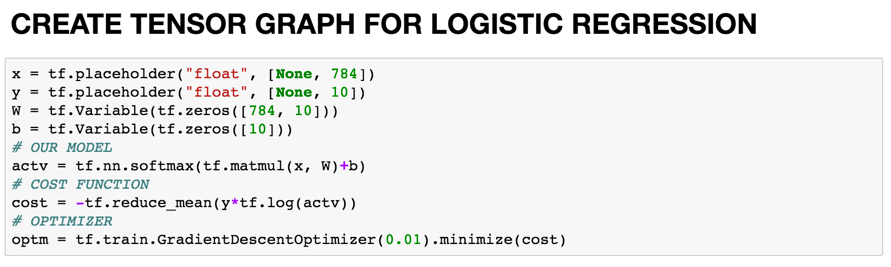 CREATE TENSOR GRAPH FOR LOGISTIC REGRESSION
x = tf.placeholder("float", [None, 784])
y = tf.placeholder("float", [None, 10])
W = tf.Variable(tf.zeros([784, 10]))
b = tf.Variable(tf.zeros([10]))
# OUR MODEL
actv = tf.nn.softmax(tf.matmul(x, W)+b)
# COST FUNCTION
cost = -tf.reduce_mean(y*tf.log(actv))
# OPTIMIZER
optm = tf.train.GradientDescentOptimizer(0.01).minimize(cost)